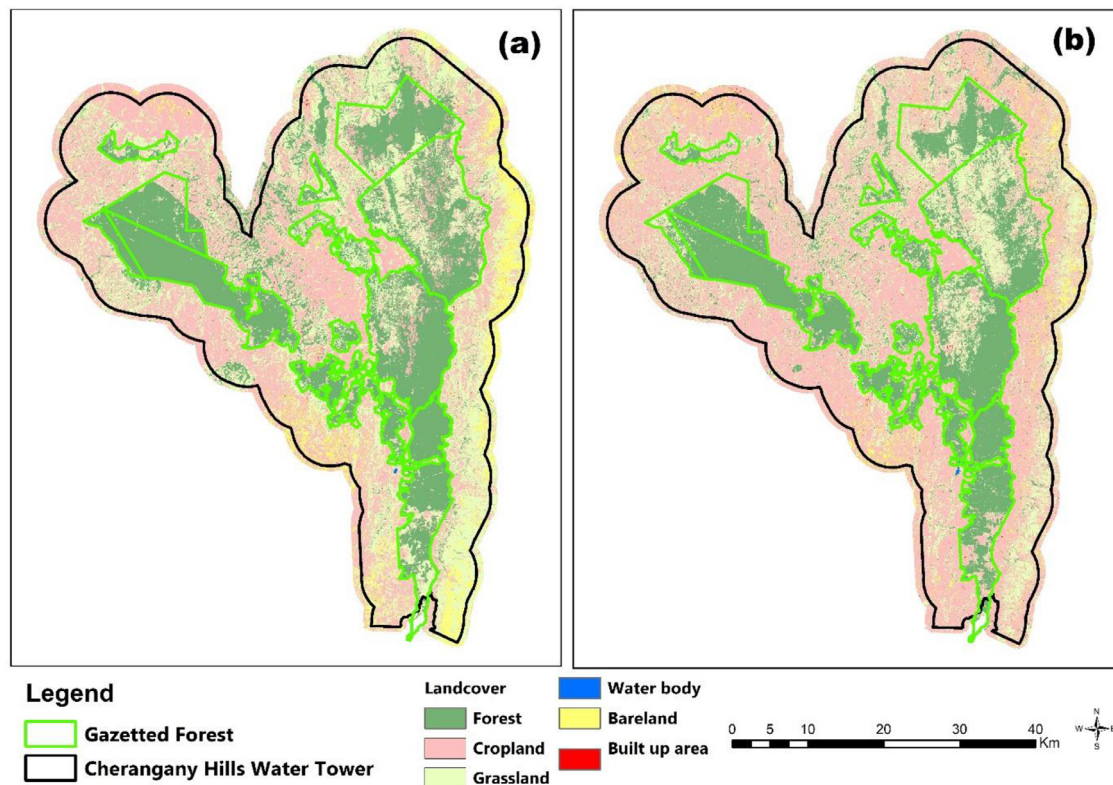 (a)
(b)
Legend
Gazetted Forest
Cherangany Hills Water Tower
Landcover
Forest
Cropland
Grassland
Water body
Bareland
Built up area
0 5 10 20 30 40
Km
N
W E
S